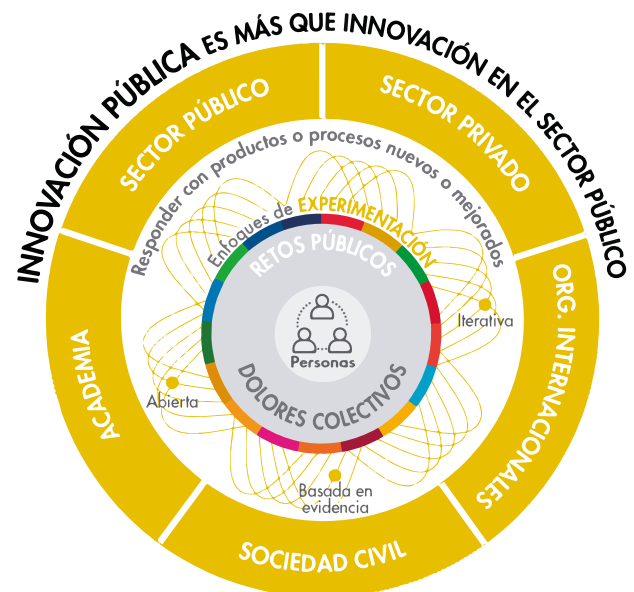 INNOVACIÓN PÚBLICA ES MÁS QUE INNOVACIÓN EN EL SECTOR PÚBLICO
SECTOR PÚBLICO
SECTOR PRIVADO
Responder con productos o procesos nuevos o mejorados
Enfoques de EXPERIMENTACIÓN
RETOS PÚBLICOS
ORG. INTERNACIONALES
Iterativa
Personas
ACADEMIA
Abierta
DOLORES COLECTIVOS
Basada en
evidencia
SOCIEDAD CIVIL